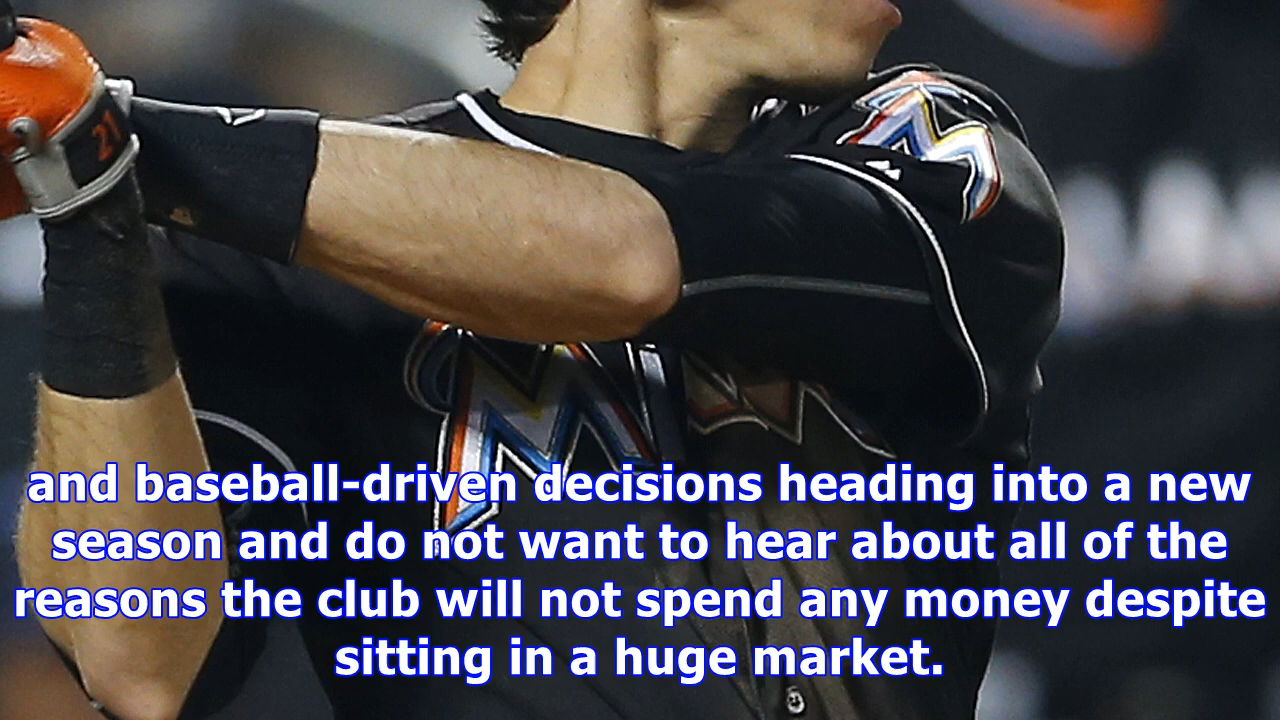 21
M
M
and baseball-driven decisions heading into a new
season and do not want to hear about all of the
reasons the club will not spend any money despite
sitting in a huge market.